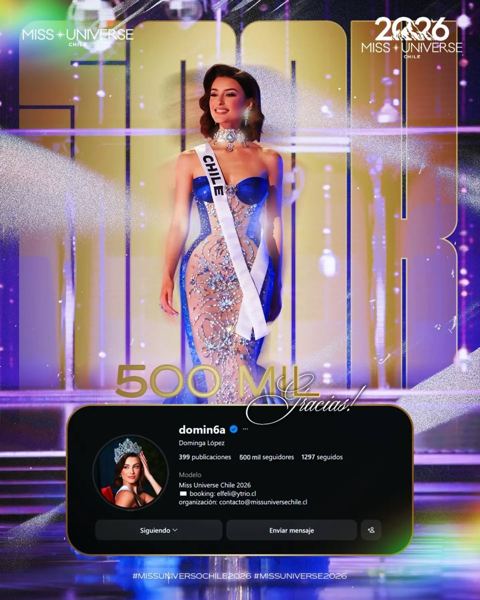 MISS UNIVERSE
CHILE
2026
MISS UNIVERSE
CHILE
500K
CHILE
500 MIL
Gracias!
domin6a ...
Dominga López
399 publicaciones 500 mil seguidores 1297 seguidos
Modelo
Miss Universe Chile 2026
booking: elfeli@ytrio.cl
organización: contacto@missuniversechile.cl
Siguiendo
Enviar mensaje
#MISSUNIVERSOCHILE2026 #MISSUNIVERSE2026